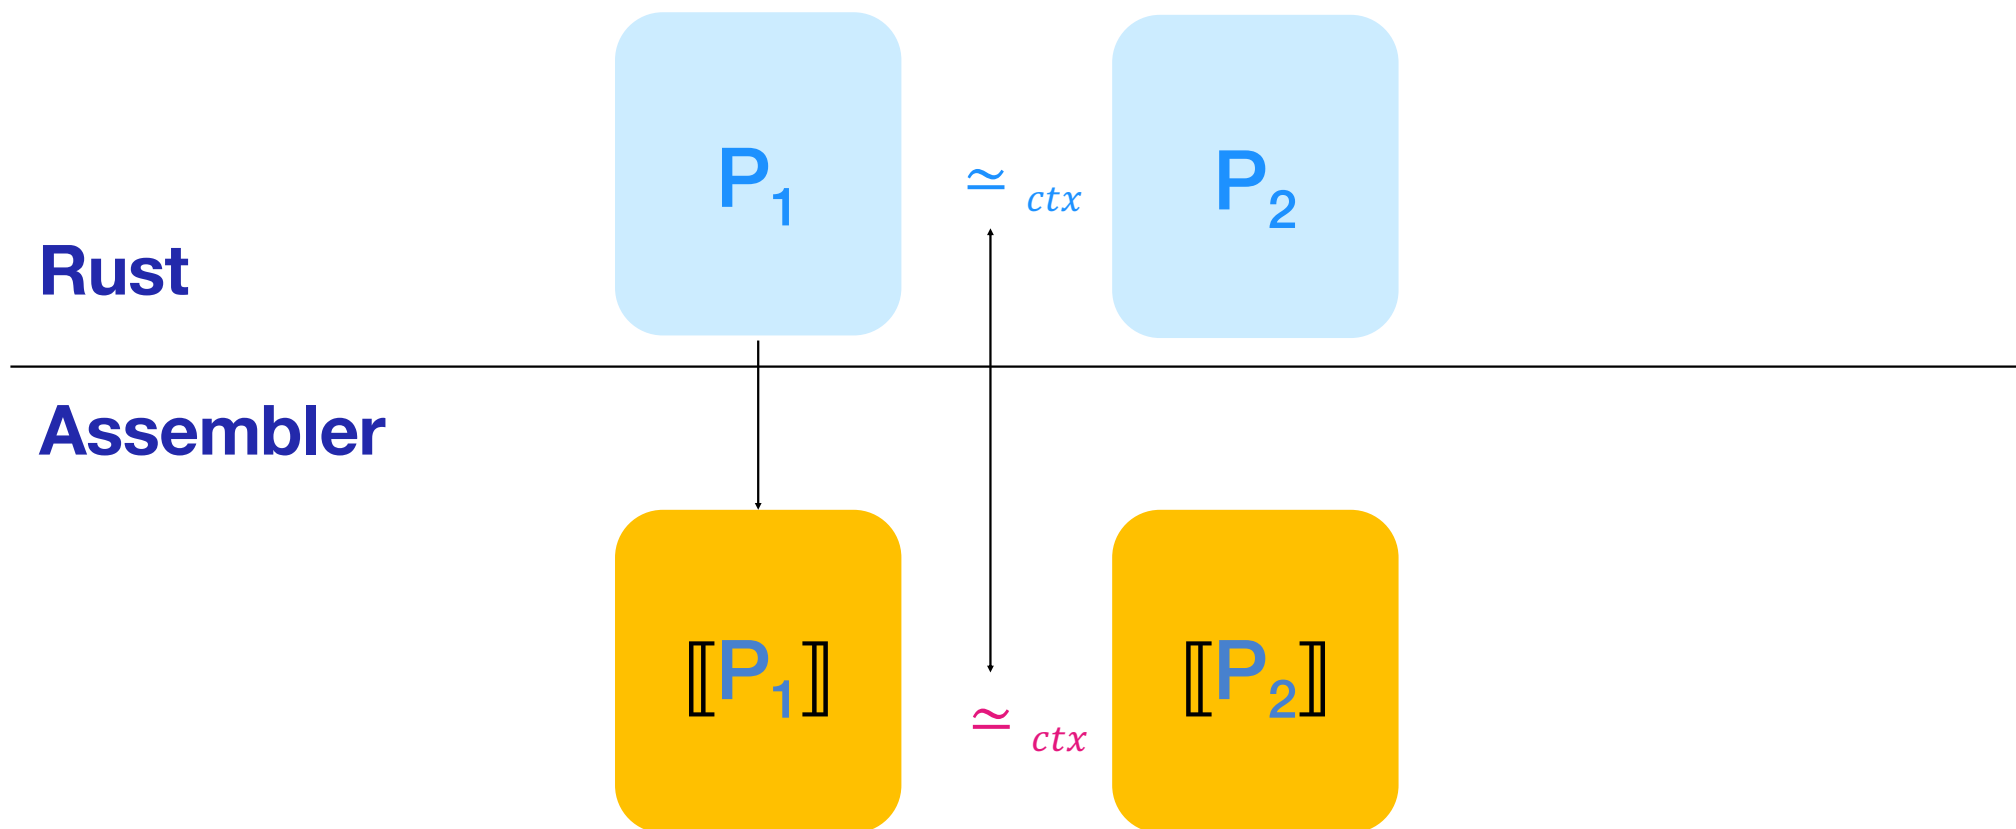 P₁ ≃ ctx P₂
Rust
Assembler
⟦P₁⟧ ≃ ctx ⟦P₂⟧